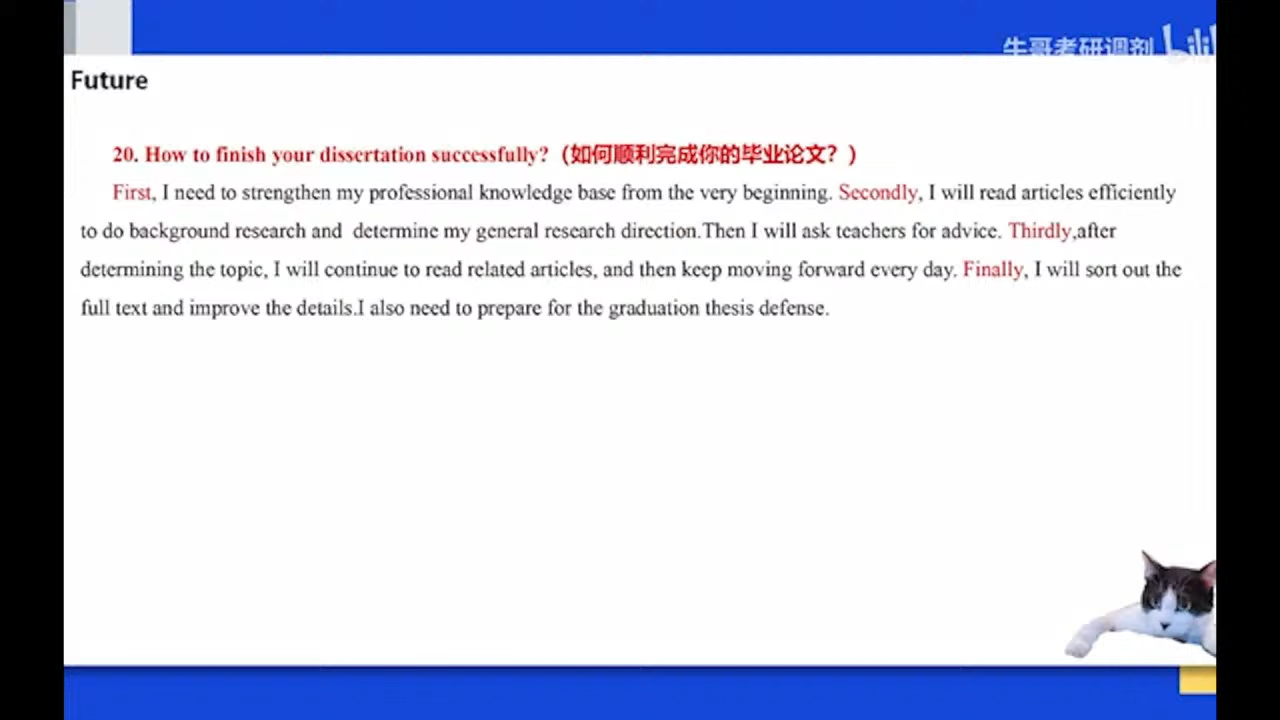 牛哥考研调剂 bilibili
Future
20. How to finish your dissertation successfully?（如何顺利完成你的毕业论文？）
First, I need to strengthen my professional knowledge base from the very beginning. Secondly, I will read articles efficiently
to do background research and  determine my general research direction.Then I will ask teachers for advice. Thirdly,after
determining the topic, I will continue to read related articles, and then keep moving forward every day. Finally, I will sort out the
full text and improve the details.I also need to prepare for the graduation thesis defense.